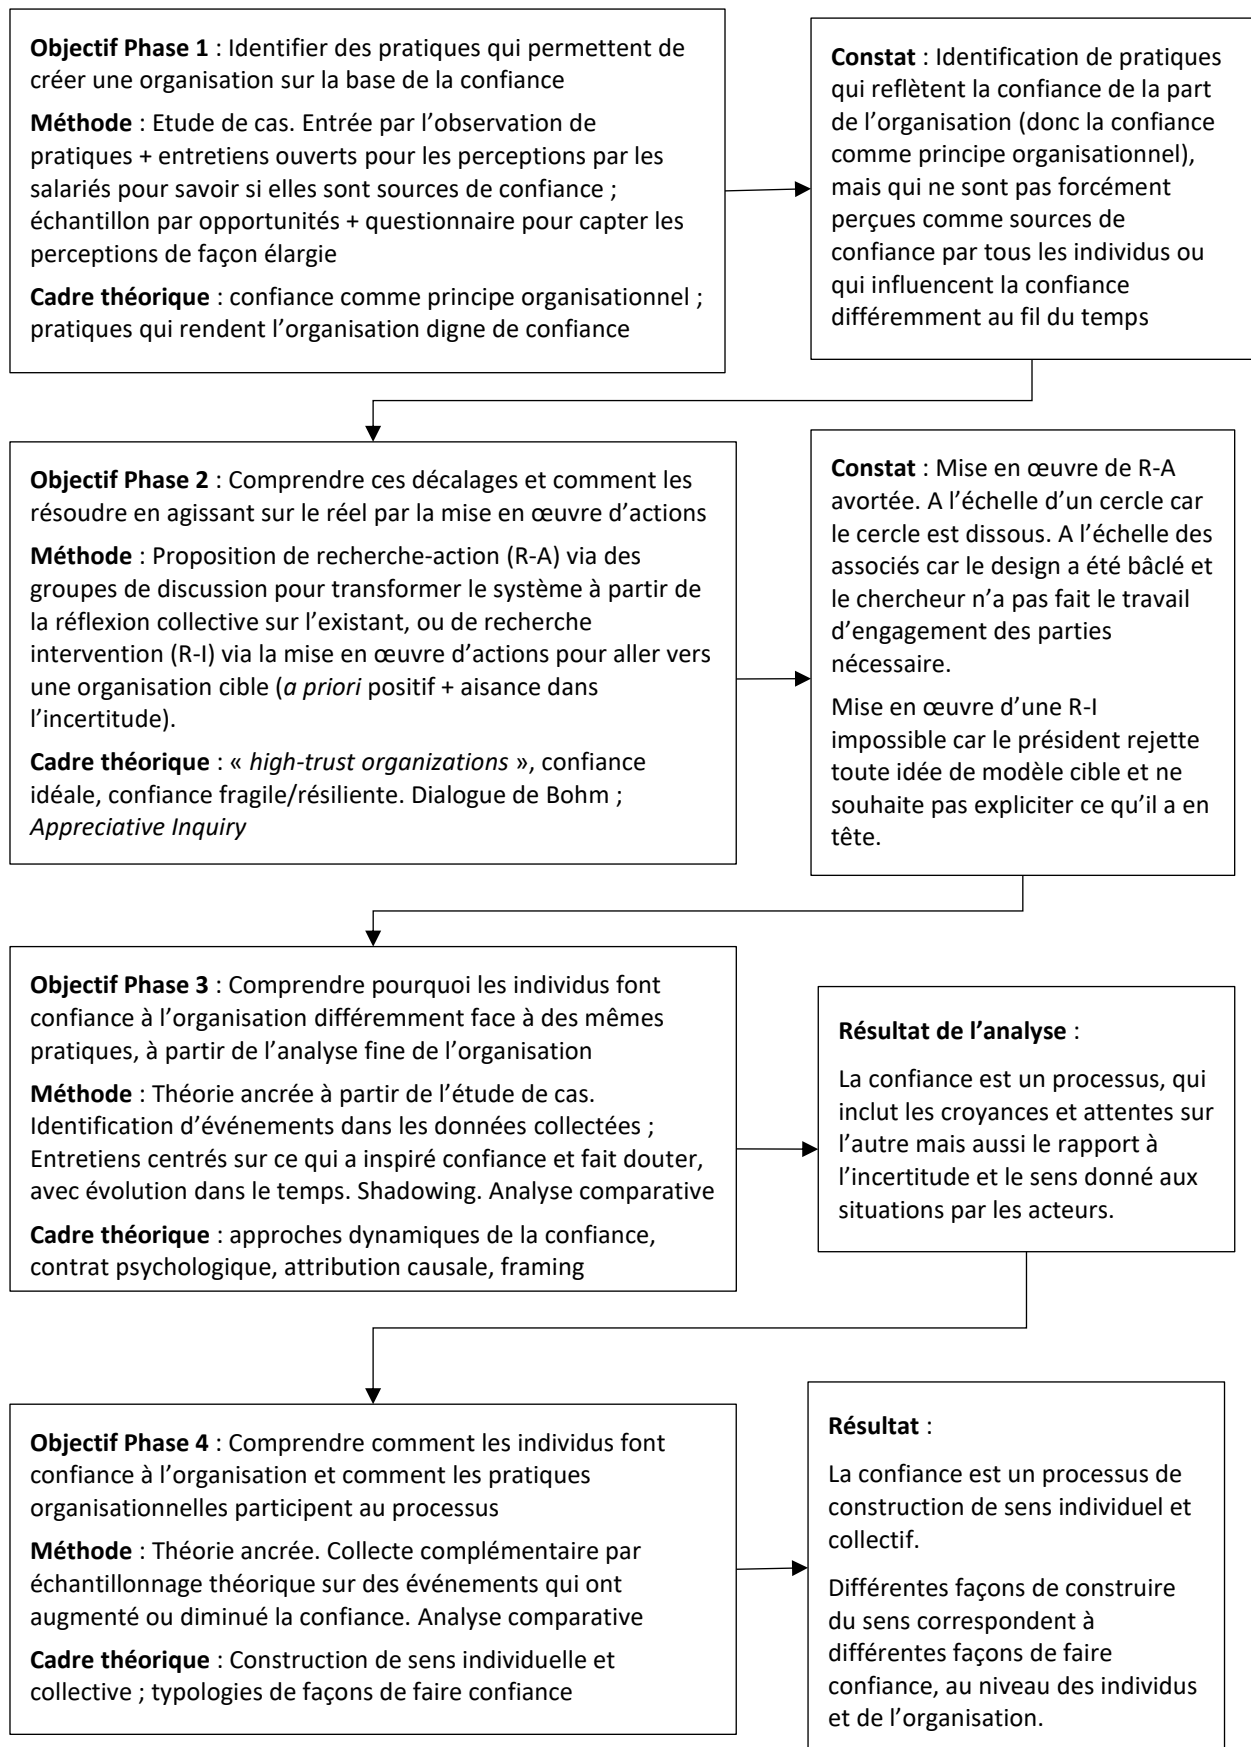 Objectif Phase 1 : Identifier des pratiques qui permettent de
créer une organisation sur la base de la confiance
Méthode : Etude de cas. Entrée par l’observation de
pratiques + entretiens ouverts pour les perceptions par les
salariés pour savoir si elles sont sources de confiance ;
échantillon par opportunités + questionnaire pour capter les
perceptions de façon élargie
Cadre théorique : confiance comme principe organisationnel ;
pratiques qui rendent l’organisation digne de confiance
Constat : Identification de pratiques
qui reflètent la confiance de la part
de l’organisation (donc la confiance
comme principe organisationnel),
mais qui ne sont pas forcément
perçues comme sources de
confiance par tous les individus ou
qui influencent la confiance
différemment au fil du temps
Objectif Phase 2 : Comprendre ces décalages et comment les
résoudre en agissant sur le réel par la mise en œuvre d’actions
Méthode : Proposition de recherche-action (R-A) via des
groupes de discussion pour transformer le système à partir de
la réflexion collective sur l’existant, ou de recherche
intervention (R-I) via la mise en œuvre d’actions pour aller vers
une organisation cible (a priori positif + aisance dans
l’incertitude).
Cadre théorique : « high-trust organizations », confiance
idéale, confiance fragile/résiliente. Dialogue de Bohm ;
Appreciative Inquiry
Constat : Mise en œuvre de R-A
avortée. A l’échelle d’un cercle car
le cercle est dissous. A l’échelle des
associés car le design a été bâclé et
le chercheur n’a pas fait le travail
d’engagement des parties
nécessaire.
Mise en œuvre d’une R-I
impossible car le président rejette
toute idée de modèle cible et ne
souhaite pas expliciter ce qu’il a en
tête.
Objectif Phase 3 : Comprendre pourquoi les individus font
confiance à l’organisation différemment face à des mêmes
pratiques, à partir de l’analyse fine de l’organisation
Méthode : Théorie ancrée à partir de l’étude de cas.
Identification d’événements dans les données collectées ;
Entretiens centrés sur ce qui a inspiré confiance et fait douter,
avec évolution dans le temps. Shadowing. Analyse comparative
Cadre théorique : approches dynamiques de la confiance,
contrat psychologique, attribution causale, framing
Résultat de l’analyse :
La confiance est un processus, qui
inclut les croyances et attentes sur
l’autre mais aussi le rapport à
l’incertitude et le sens donné aux
situations par les acteurs.
Objectif Phase 4 : Comprendre comment les individus font
confiance à l’organisation et comment les pratiques
organisationnelles participent au processus
Méthode : Théorie ancrée. Collecte complémentaire par
échantillonnage théorique sur des événements qui ont
augmenté ou diminué la confiance. Analyse comparative
Cadre théorique : Construction de sens individuelle et
collective ; typologies de façons de faire confiance
Résultat :
La confiance est un processus de
construction de sens individuel et
collectif.
Différentes façons de construire
du sens correspondent à
différentes façons de faire
confiance, au niveau des individus
et de l’organisation.